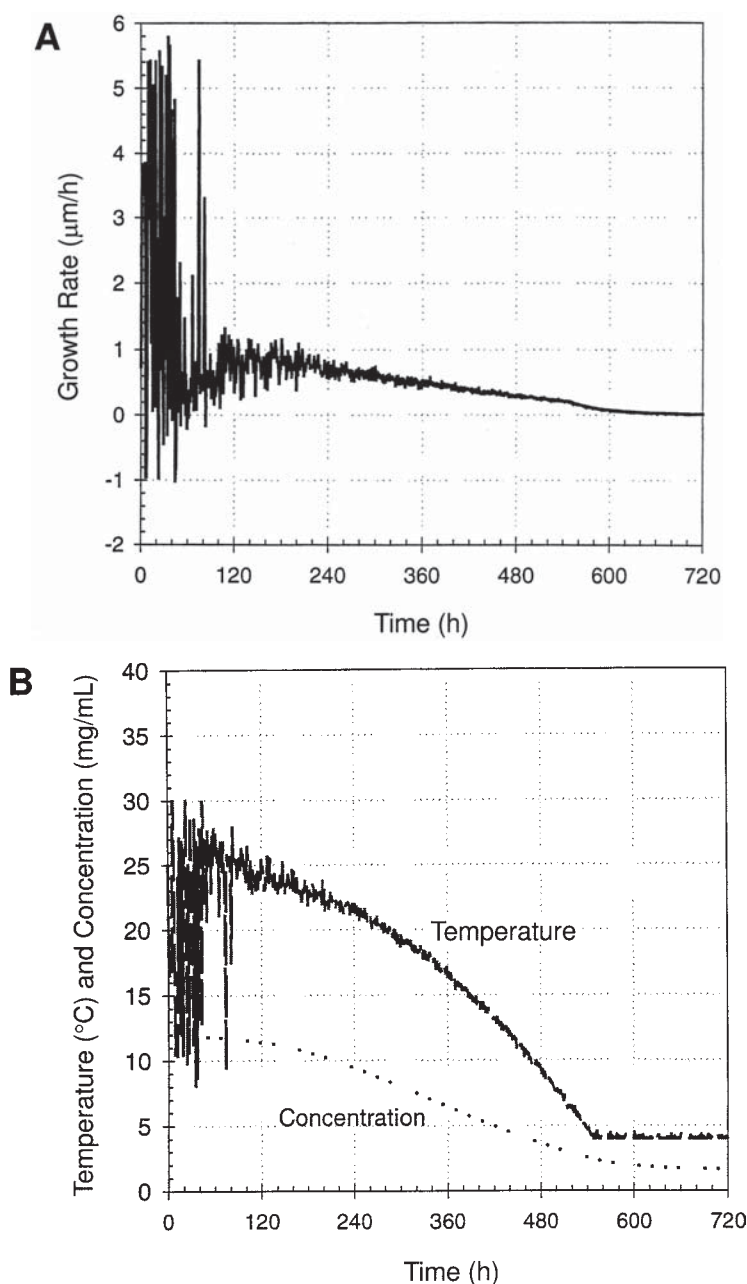 A
6
5
4
3
2
1
0
-1
-2
Growth Rate (μm/h)
0 120 240 360 480 600 720
Time (h)
B
40
35
30
25
20
15
10
5
0
Temperature (°C) and Concentration (mg/mL)
Temperature
Concentration
0 120 240 360 480 600 720
Time (h)